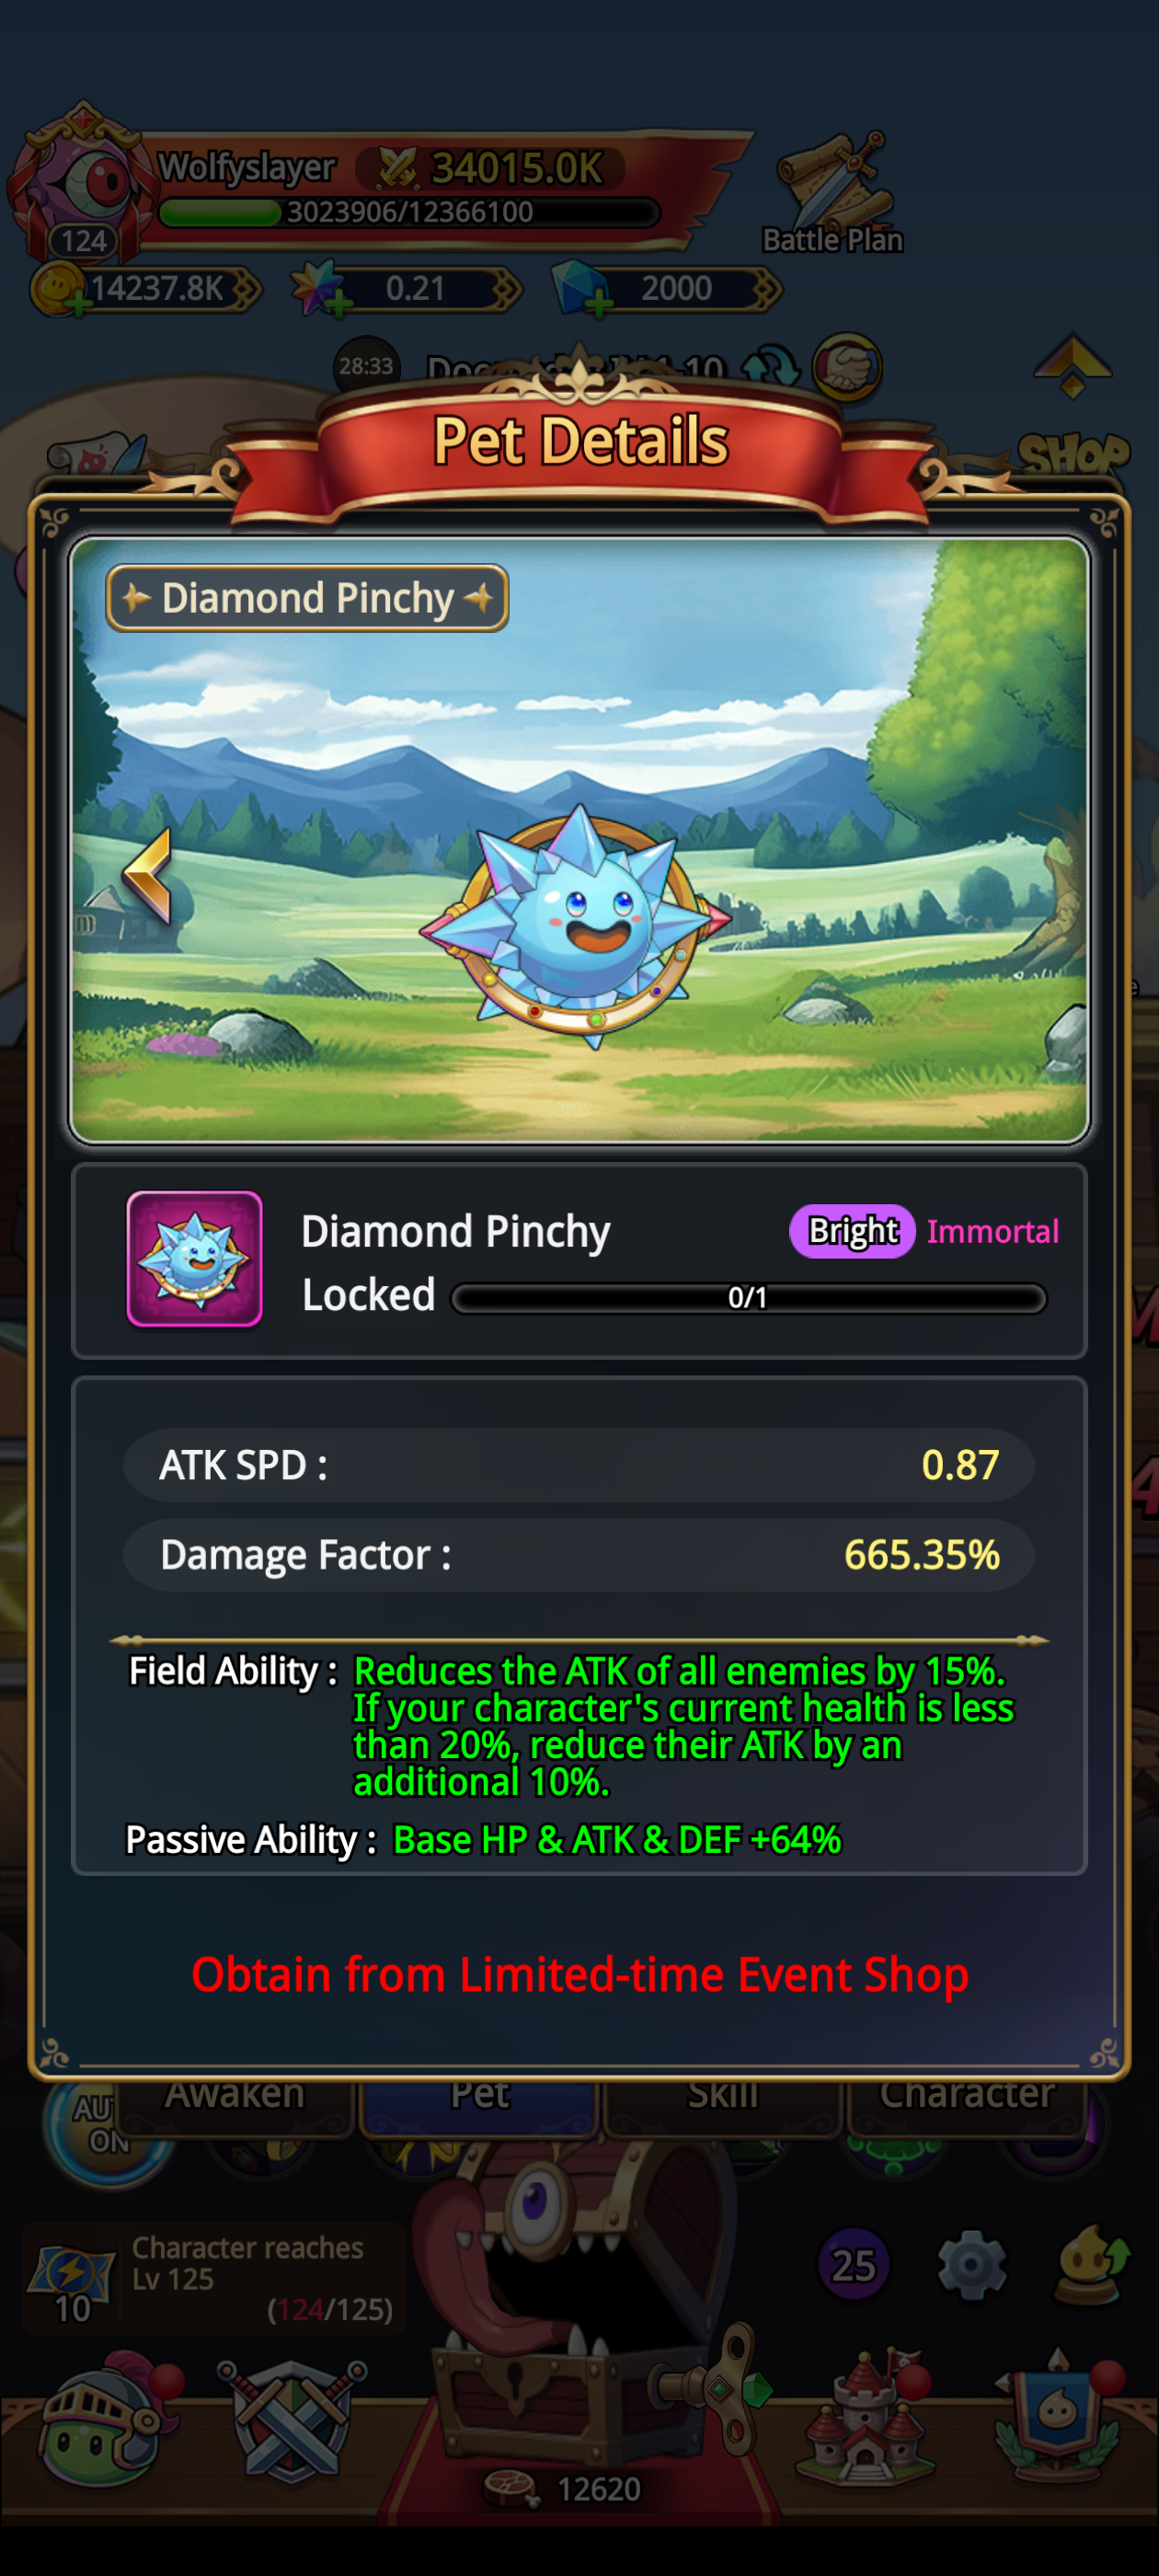 Wolfyslayer
34015.0K
3023906/12366100
124
Battle Plan
14237.8K
0.21
2000
28:33
SHOP
Pet Details
Diamond Pinchy
Diamond Pinchy
Bright
Immortal
Locked
0/1
ATK SPD :
0.87
Damage Factor :
665.35%
Field Ability :
Reduces the ATK of all enemies by 15%.
If your character's current health is less
than 20%, reduce their ATK by an
additional 10%.
Passive Ability :
Base HP & ATK & DEF +64%
Obtain from Limited-time Event Shop
Awaken
Pet
Skill
Character
ON
Character reaches
Lv 125
(124/125)
10
25
12620